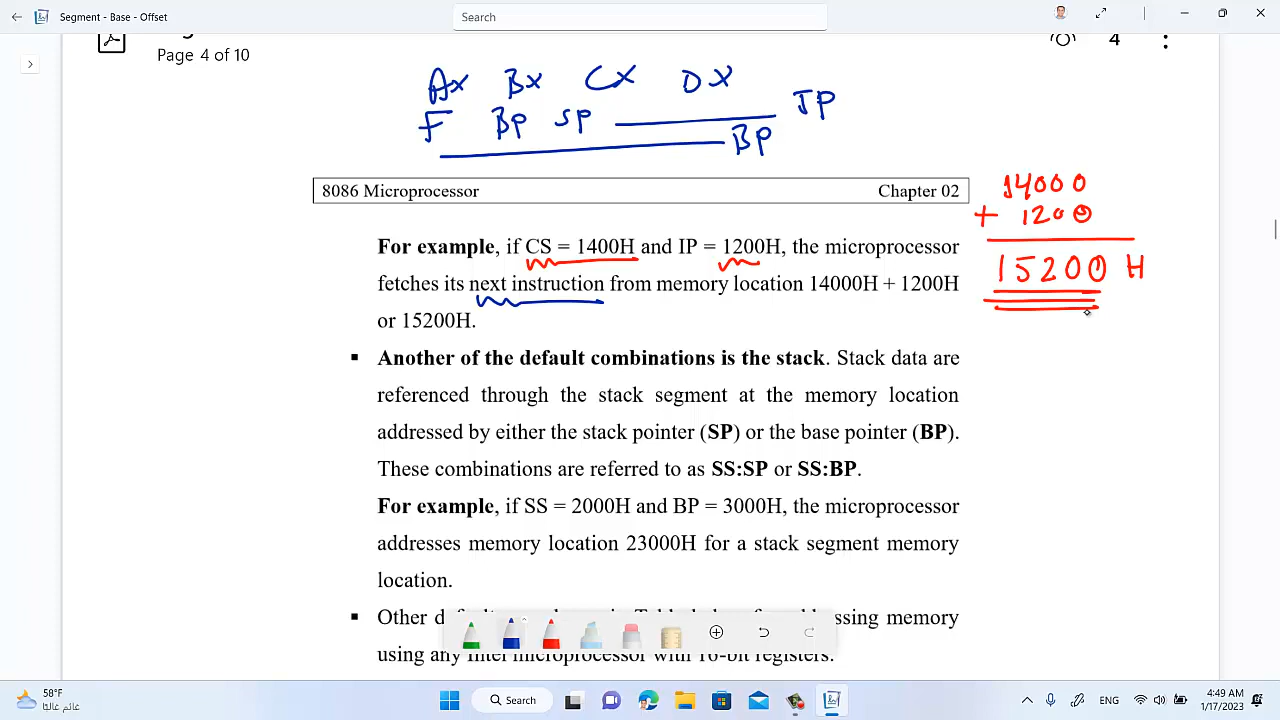 Segment - Base - Offset
Search
Page 4 of 10
4
Ax Bx Cx DX
F BP SP IP
BP
8086 Microprocessor Chapter 02
14000
+ 1200
15200 H
For example, if CS = 1400H and IP = 1200H, the microprocessor
fetches its next instruction from memory location 14000H + 1200H
or 15200H.
▪ Another of the default combinations is the stack. Stack data are
referenced through the stack segment at the memory location
addressed by either the stack pointer (SP) or the base pointer (BP).
These combinations are referred to as SS:SP or SS:BP.
For example, if SS = 2000H and BP = 3000H, the microprocessor
addresses memory location 23000H for a stack segment memory
location.
▪ Other memory
using any Intel microprocessor with 16-bit registers.
58°F
غائم غالبا
Search
ENG
4:49 AM
1/17/2023